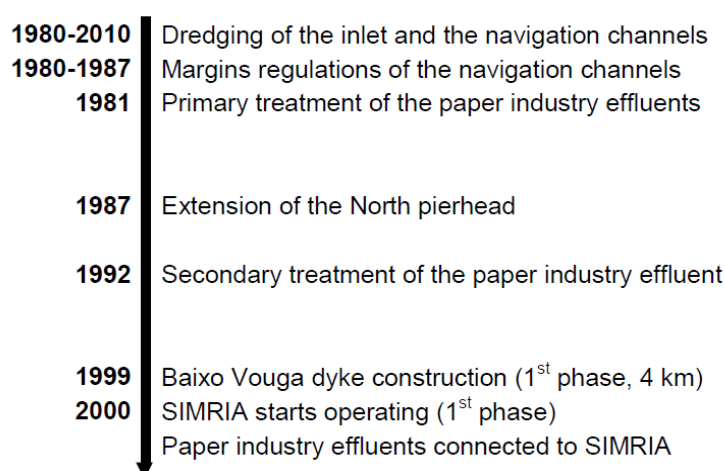 1980-2010 Dredging of the inlet and the navigation channels
1980-1987 Margins regulations of the navigation channels
1981 Primary treatment of the paper industry effluents
1987 Extension of the North pierhead
1992 Secondary treatment of the paper industry effluent
1999 Baixo Vouga dyke construction (1st phase, 4 km)
2000 SIMRIA starts operating (1st phase)
Paper industry effluents connected to SIMRIA